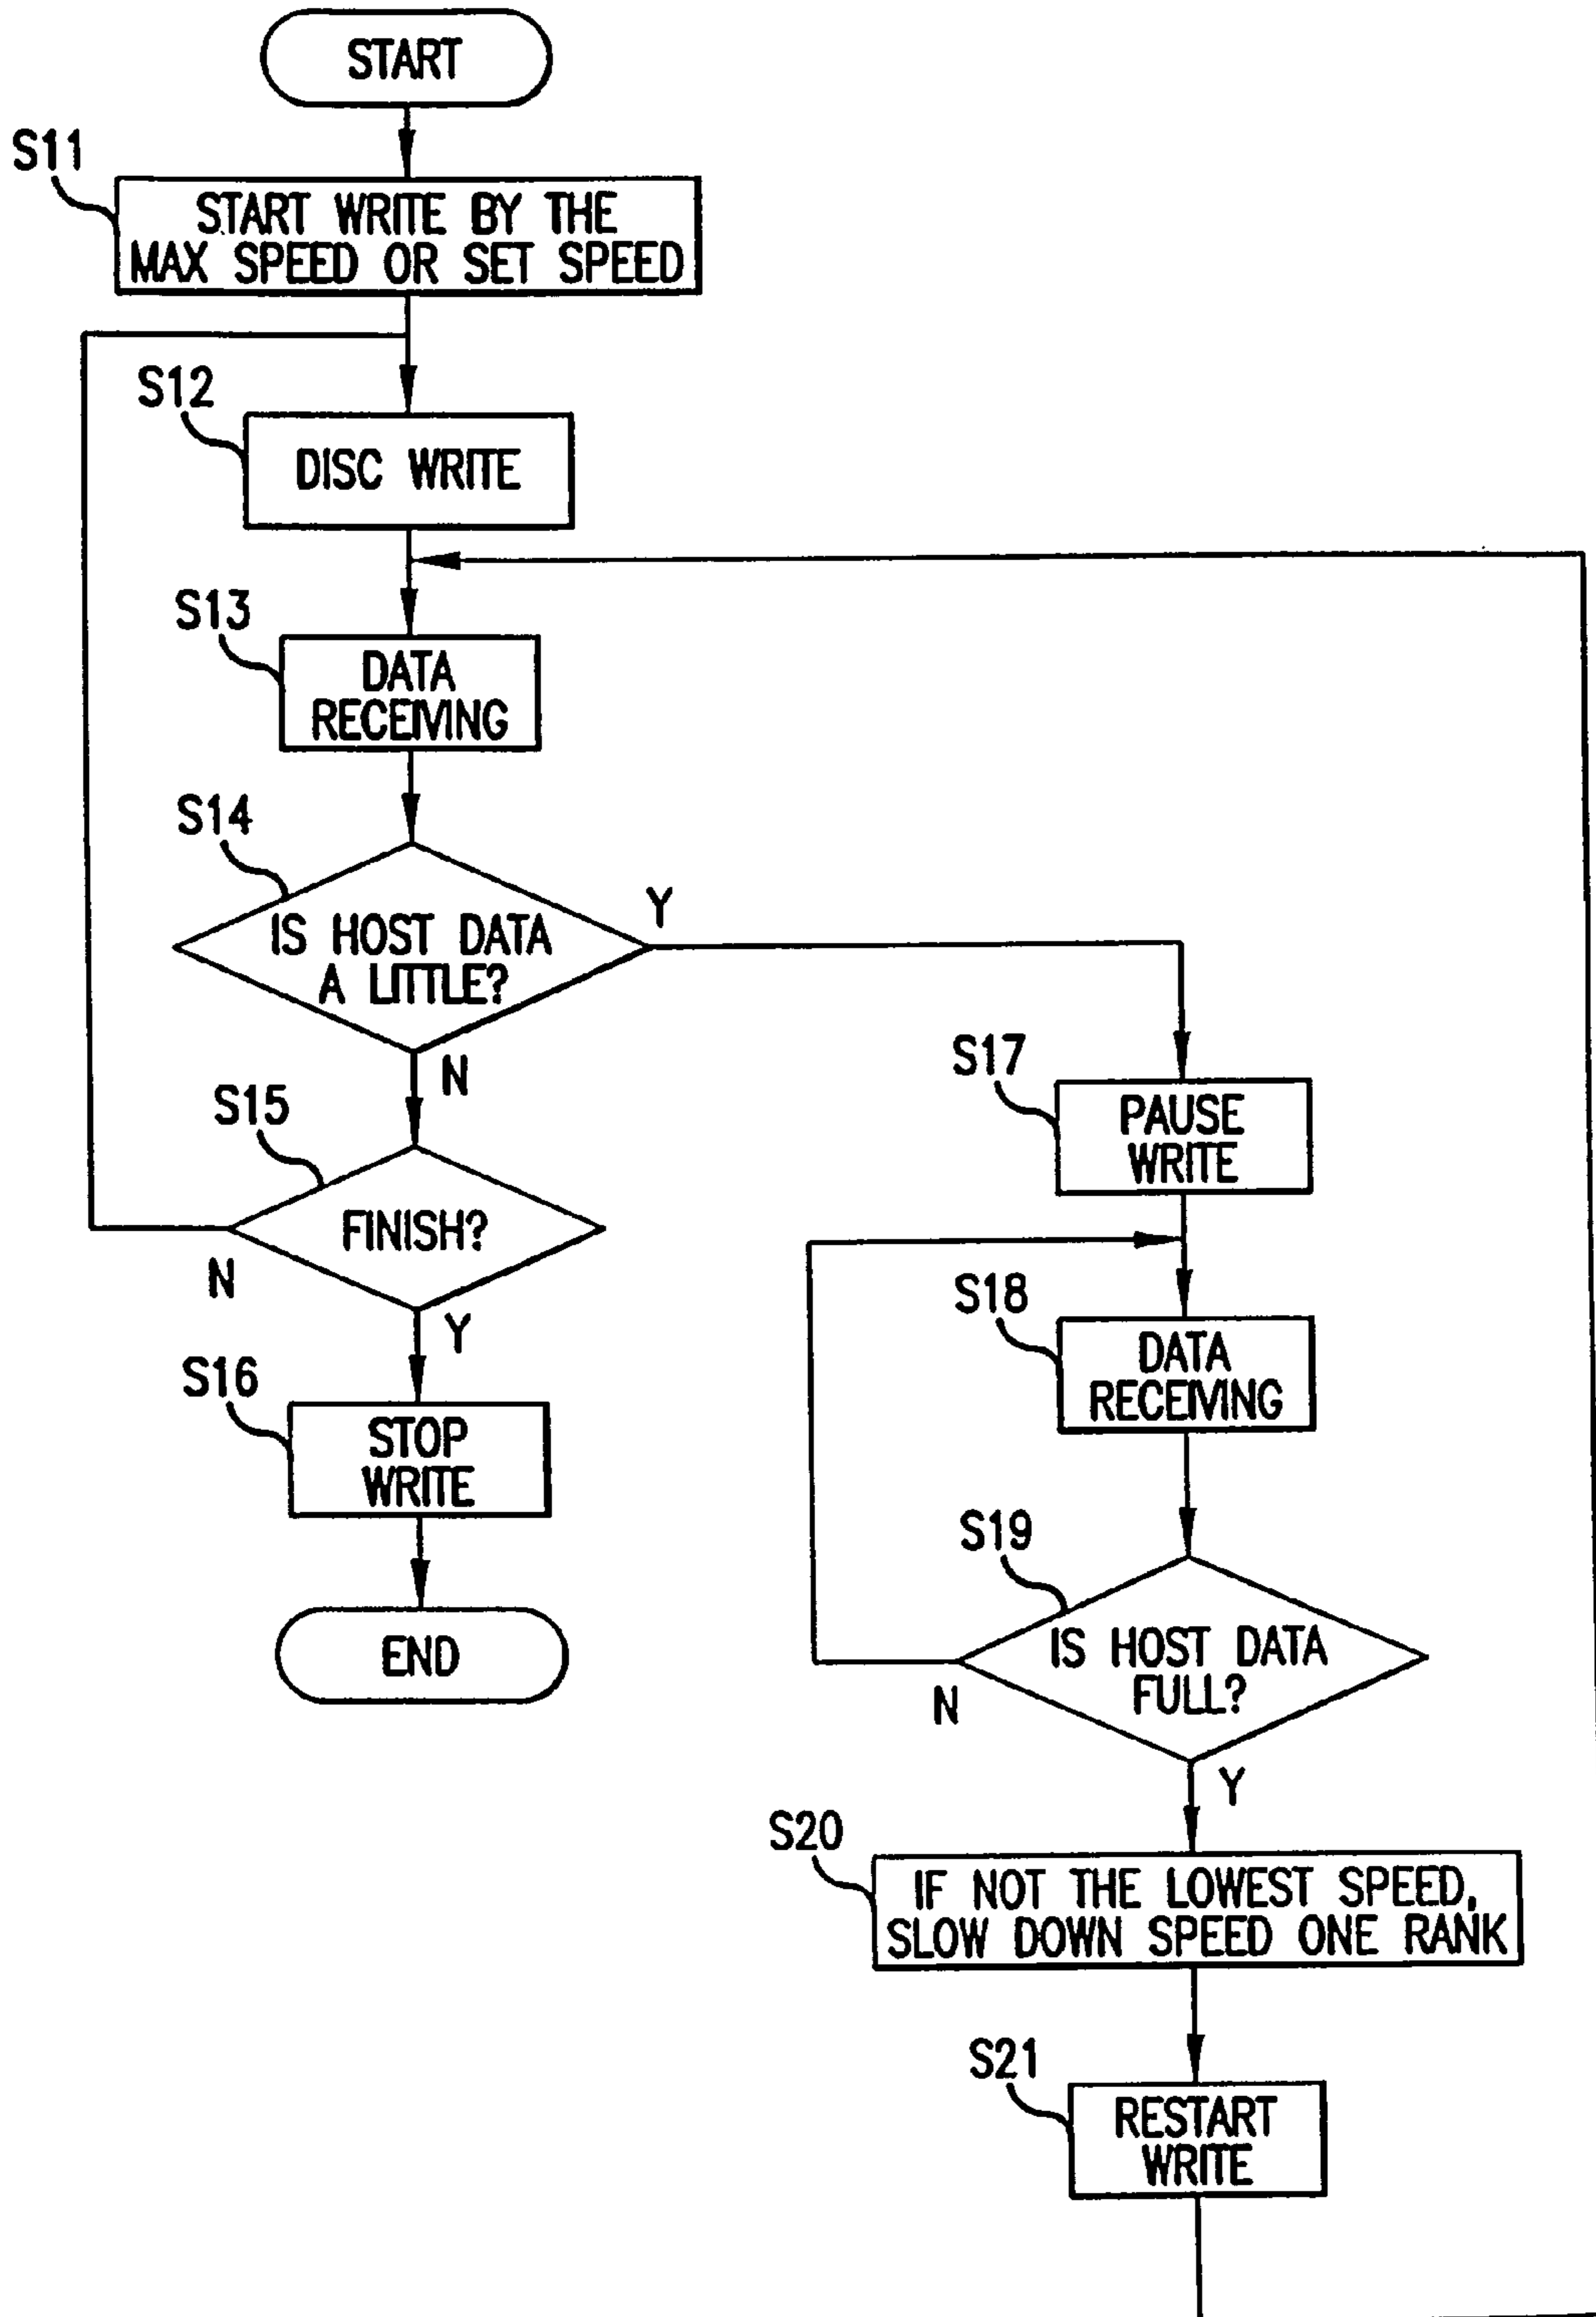 START
S11
START WRITE BY THE
MAX SPEED OR SET SPEED
S12
DISC WRITE
S13
DATA
RECEIVING
S14
IS HOST DATA
A LITTLE?
Y
N
S15
FINISH?
N
Y
S16
STOP
WRITE
END
S17
PAUSE
WRITE
S18
DATA
RECEIVING
S19
IS HOST DATA
FULL?
N
Y
S20
IF NOT THE LOWEST SPEED,
SLOW DOWN SPEED ONE RANK
S21
RESTART
WRITE